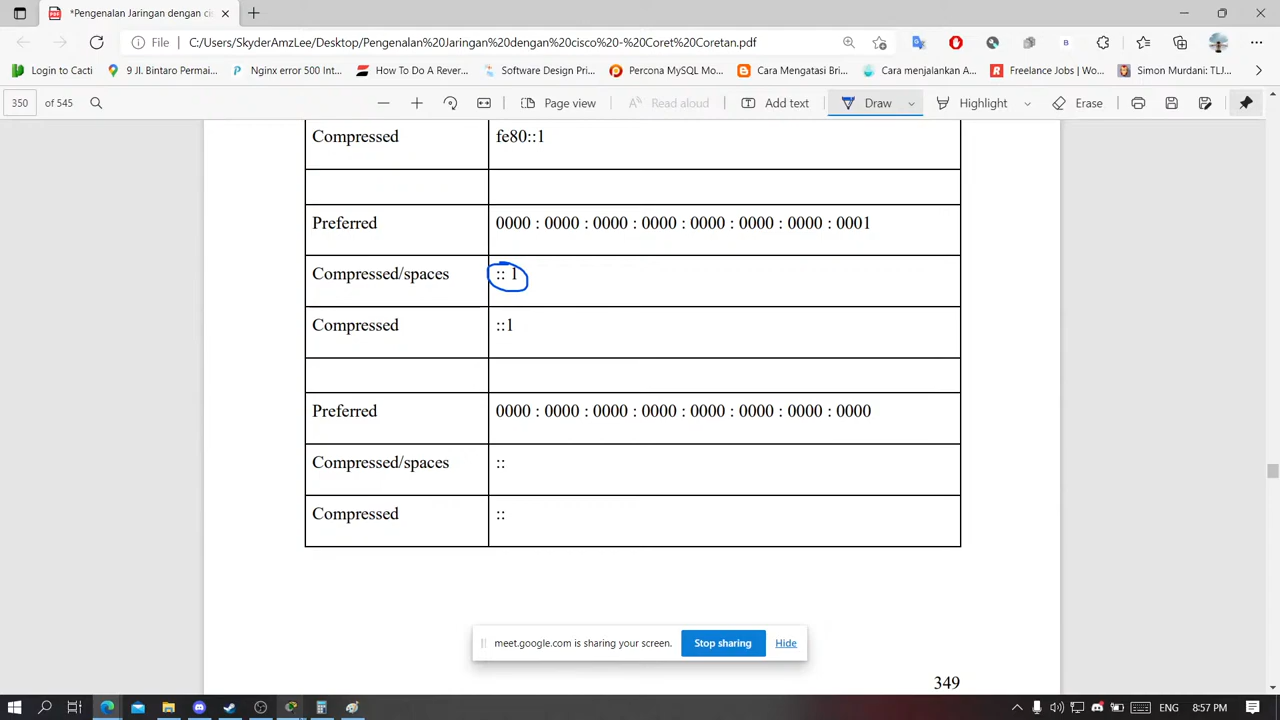 *Pengenalan Jaringan dengan cis
File C:/Users/SkyderAmzLee/Desktop/Pengenalan%20Jaringan%20dengan%20cisco%20-%20Coret%20Coretan.pdf
Login to Cacti 9 Jl. Bintaro Permai... Nginx error 500 Int... How To Do A Rever... Software Design Pri... Percona MySQL Mo... Cara Mengatasi Bri... Cara menjalankan A... Freelance Jobs | Wo... Simon Murdani: TLJ...
350 of 545 Page view Read aloud Add text Draw Highlight Erase
Compressed fe80::1
Preferred 0000 : 0000 : 0000 : 0000 : 0000 : 0000 : 0000 : 0001
Compressed/spaces :: 1
Compressed ::1
Preferred 0000 : 0000 : 0000 : 0000 : 0000 : 0000 : 0000 : 0000
Compressed/spaces ::
Compressed ::
meet.google.com is sharing your screen. Stop sharing Hide
349
ENG 8:57 PM